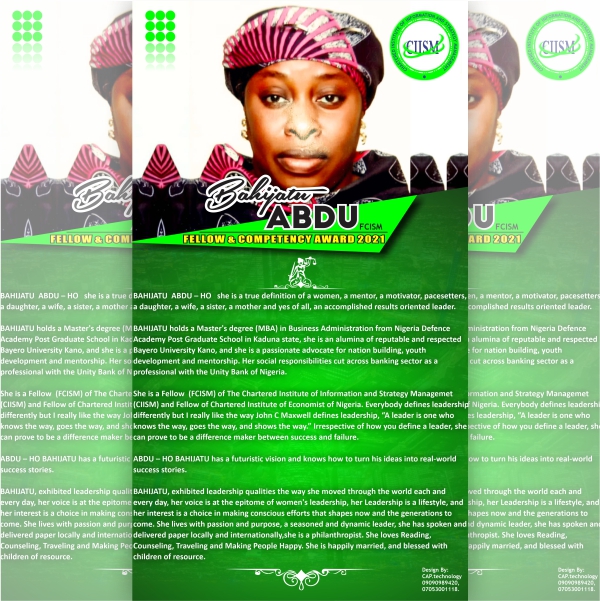 CIISM
Bahijatu
ABDU
FCISM
FELLOW & COMPETENCY AWARD 2021
BAHIJATU ABDU – HO she is a true definition of a women, a mentor, a motivator, pacesetters,
a daughter, a wife, a sister, a mother and yes of all, an accomplished results oriented leader.
BAHIJATU holds a Master's degree (MBA) in Business Administration from Nigeria Defence
Academy Post Graduate School in Kaduna state, she is an alumina of reputable and respected
Bayero University Kano, and she is a passionate advocate for nation building, youth
development and mentorship. Her social responsibilities cut across banking sector as a
professional with the Unity Bank of Nigeria.
She is a Fellow (FCISM) of The Chartered Institute of Information and Strategy Managemet
(CIISM) and Fellow of Chartered Institute of Economist of Nigeria. Everybody defines leadership
differently but I really like the way John C Maxwell defines leadership, "A leader is one who
knows the way, goes the way, and shows the way." Irrespective of how you define a leader, she
can prove to be a difference maker between success and failure.
ABDU – HO BAHIJATU has a futuristic vision and knows how to turn his ideas into real-world
success stories.
BAHIJATU, exhibited leadership qualities the way she moved through the world each and
every day, her voice is at the epitome of women's leadership, her Leadership is a lifestyle, and
her interest is a choice in making conscious efforts that shapes now and the generations to
come. She lives with passion and purpose, a seasoned and dynamic leader, she has spoken and
delivered paper locally and internationally,she is a philanthropist. She loves Reading,
Counseling, Traveling and Making People Happy. She is happily married, and blessed with
children of resource.
Design By:
CAP.technology
09090989420,
07053001118.